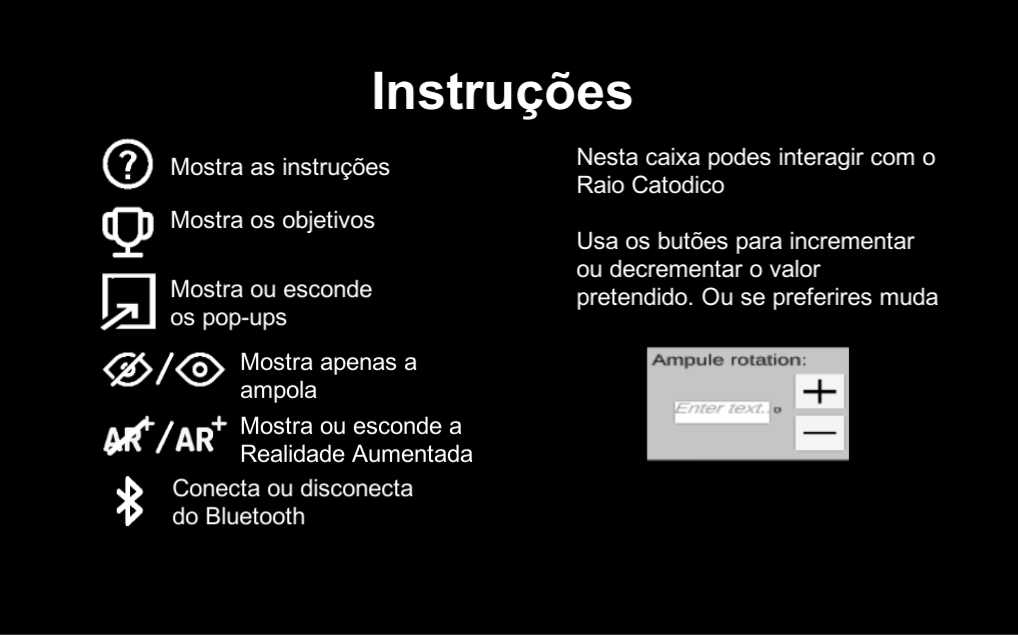 Instruções
Mostra as instruções
Mostra os objetivos
Mostra ou esconde
os pop-ups
Mostra apenas a
ampola
AR+/AR+
Mostra ou esconde a
Realidade Aumentada
Conecta ou disconecta
do Bluetooth
Nesta caixa podes interagir com o
Raio Catodico
Usa os butões para incrementar
ou decrementar o valor
pretendido. Ou se preferires muda
Ampule rotation:
Enter text... º